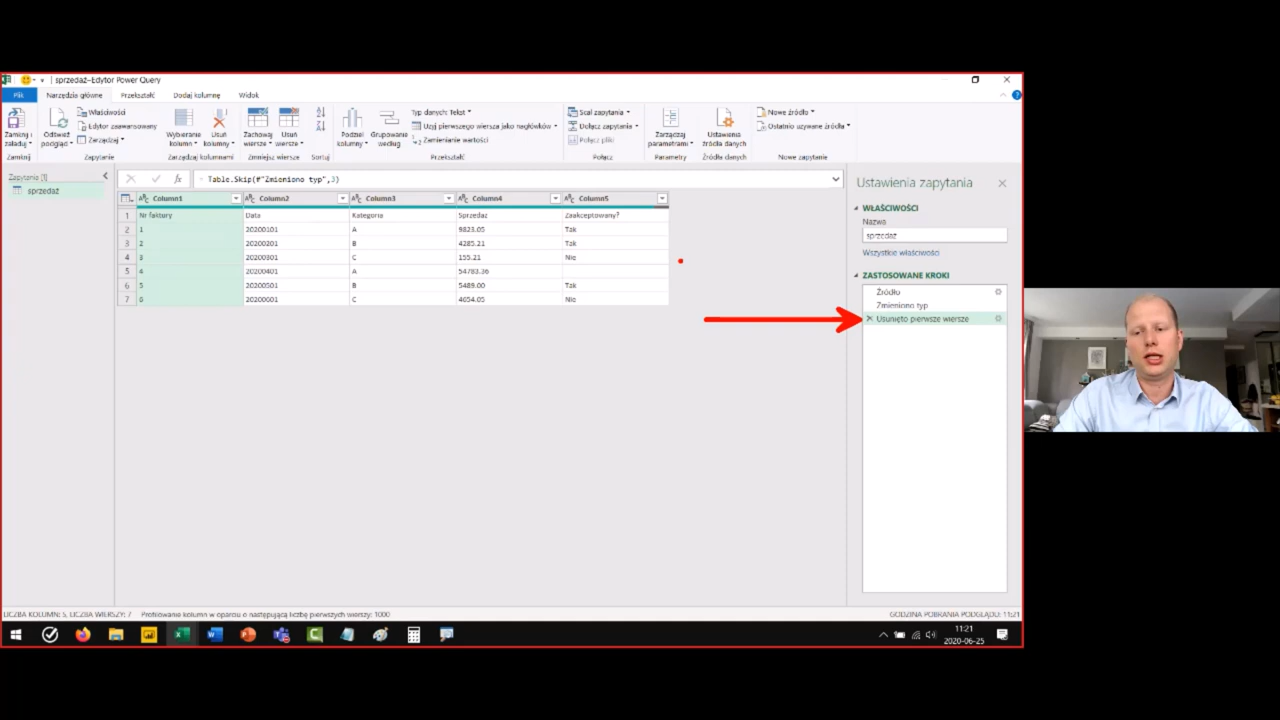 sprzedaż–Edytor Power Query
Plik Narzędzia główne Przekształć Dodaj kolumnę Widok
Zamknij i załaduj
Odśwież podgląd
Właściwości
Edytor zaawansowany
Zarządzaj
Wybieranie kolumn
Usuń kolumny
Zachowaj wiersze
Usuń wiersze
Podziel kolumny
Grupowanie według
Typ danych: Tekst
Użyj pierwszego wiersza jako nagłówków
Zamienianie wartości
Scal zapytania
Dołącz zapytania
Połącz pliki
Zarządzaj parametrami
Ustawienia źródła danych
Nowe źródło
Ostatnio używane źródła
Zamknij Zapytanie Zarządzaj kolumnami Zmniejsz wiersze Sortuj Przekształć Połącz Parametry Źródła danych Nowe zapytanie
Zapytania [1]
sprzedaż
Table.Skip(#"Zmieniono typ",3)
Column1 Column2 Column3 Column4 Column5
1 Nr faktury Data Kategoria Sprzedaż Zaakceptowany?
2 1 20200101 A 9823.05 Tak
3 2 20200201 B 4285.21 Tak
4 3 20200301 C 155.21 Nie
5 4 20200401 A 54783.36
6 5 20200501 B 5489.00 Tak
7 6 20200601 C 4654.05 Nie
Ustawienia zapytania
WŁAŚCIWOŚCI
Nazwa
sprzedaż
Wszystkie właściwości
ZASTOSOWANE KROKI
Źródło
Zmieniono typ
Usunięto pierwsze wiersze
LICZBA KOLUMN: 5, LICZBA WIERSZY: 7 Profilowanie kolumn w oparciu o następującą liczbę pierwszych wierszy: 1000
GODZINA POBRANIA PODGLĄDU: 11:21
11:21
2020-06-25